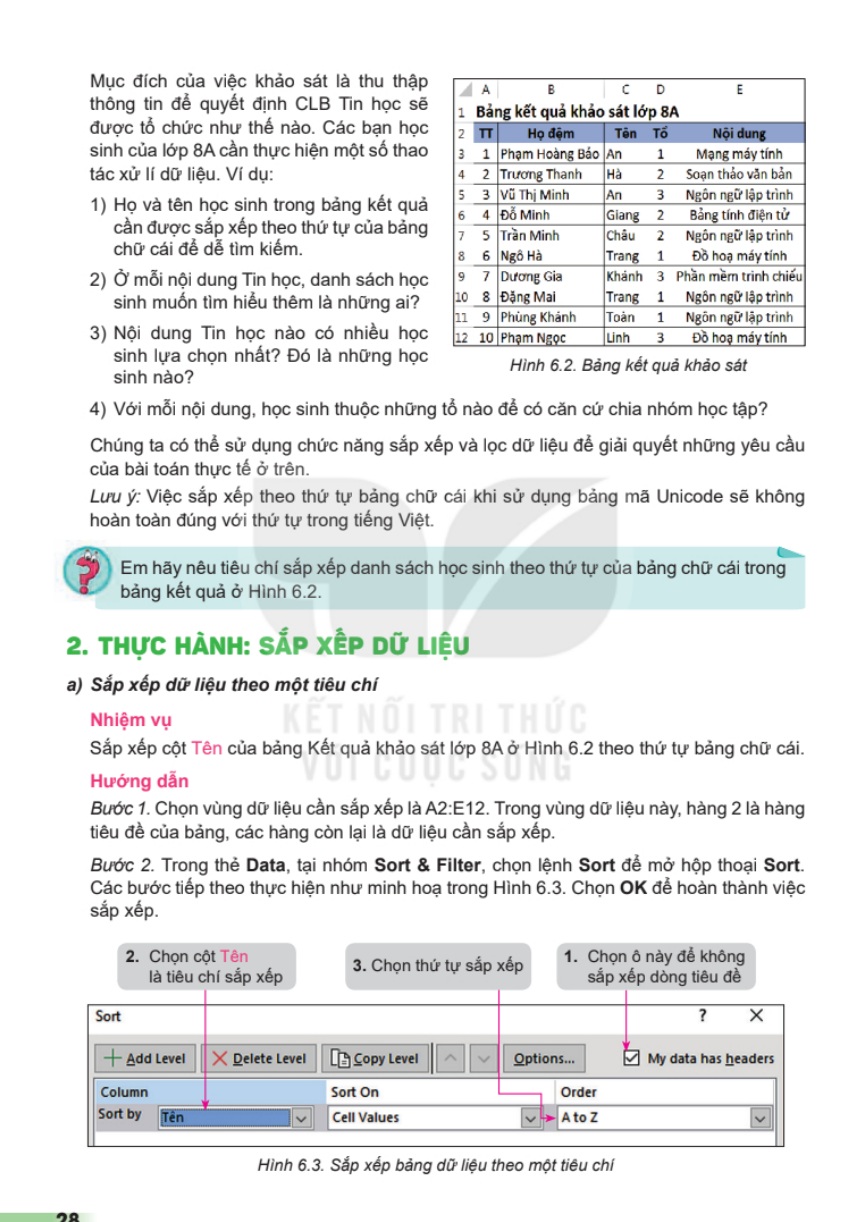 Mục đích của việc khảo sát là thu thập
thông tin để quyết định CLB Tin học sẽ
được tổ chức như thế nào. Các bạn học
sinh của lớp 8A cần thực hiện một số thao
tác xử lí dữ liệu. Ví dụ:
1) Họ và tên học sinh trong bảng kết quả
cần được sắp xếp theo thứ tự của bảng
chữ cái để dễ tìm kiếm.
2) Ở mỗi nội dung Tin học, danh sách học
sinh muốn tìm hiểu thêm là những ai?
3) Nội dung Tin học nào có nhiều học
sinh lựa chọn nhất? Đó là những học
sinh nào?
A B C D E
1 Bảng kết quả khảo sát lớp 8A
2 TT Họ đệm Tên Tổ Nội dung
3 1 Phạm Hoàng Bảo An 1 Mạng máy tính
4 2 Trương Thanh Hà 2 Soạn thảo văn bản
5 3 Vũ Thị Minh An 3 Ngôn ngữ lập trình
6 4 Đỗ Minh Giang 2 Bảng tính điện tử
7 5 Trần Minh Châu 2 Ngôn ngữ lập trình
8 6 Ngô Hà Trang 1 Đồ hoạ máy tính
9 7 Dương Gia Khánh 3 Phần mềm trình chiếu
10 8 Đặng Mai Trang 1 Ngôn ngữ lập trình
11 9 Phùng Khánh Toàn 1 Ngôn ngữ lập trình
12 10 Phạm Ngọc Linh 3 Đồ hoạ máy tính
Hình 6.2. Bảng kết quả khảo sát
4) Với mỗi nội dung, học sinh thuộc những tổ nào để có căn cứ chia nhóm học tập?
Chúng ta có thể sử dụng chức năng sắp xếp và lọc dữ liệu để giải quyết những yêu cầu
của bài toán thực tế ở trên.
Lưu ý: Việc sắp xếp theo thứ tự bảng chữ cái khi sử dụng bảng mã Unicode sẽ không
hoàn toàn đúng với thứ tự trong tiếng Việt.
?
Em hãy nêu tiêu chí sắp xếp danh sách học sinh theo thứ tự của bảng chữ cái trong
bảng kết quả ở Hình 6.2.
2. THỰC HÀNH: SẮP XẾP DỮ LIỆU
a) Sắp xếp dữ liệu theo một tiêu chí
KẾT NỐI TRI THỨC
VỚI CUỘC SỐNG
Nhiệm vụ
Sắp xếp cột Tên của bảng Kết quả khảo sát lớp 8A ở Hình 6.2 theo thứ tự bảng chữ cái.
Hướng dẫn
Bước 1. Chọn vùng dữ liệu cần sắp xếp là A2:E12. Trong vùng dữ liệu này, hàng 2 là hàng
tiêu đề của bảng, các hàng còn lại là dữ liệu cần sắp xếp.
Bước 2. Trong thẻ Data, tại nhóm Sort & Filter, chọn lệnh Sort để mở hộp thoại Sort.
Các bước tiếp theo thực hiện như minh hoạ trong Hình 6.3. Chọn OK để hoàn thành việc
sắp xếp.
2. Chọn cột Tên
là tiêu chí sắp xếp
3. Chọn thứ tự sắp xếp
1. Chọn ô này để không
sắp xếp dòng tiêu đề
Sort ? X
Add Level Delete Level Copy Level Options... My data has headers
Column Sort On Order
Sort by Tên Cell Values A to Z
Hình 6.3. Sắp xếp bảng dữ liệu theo một tiêu chí
28